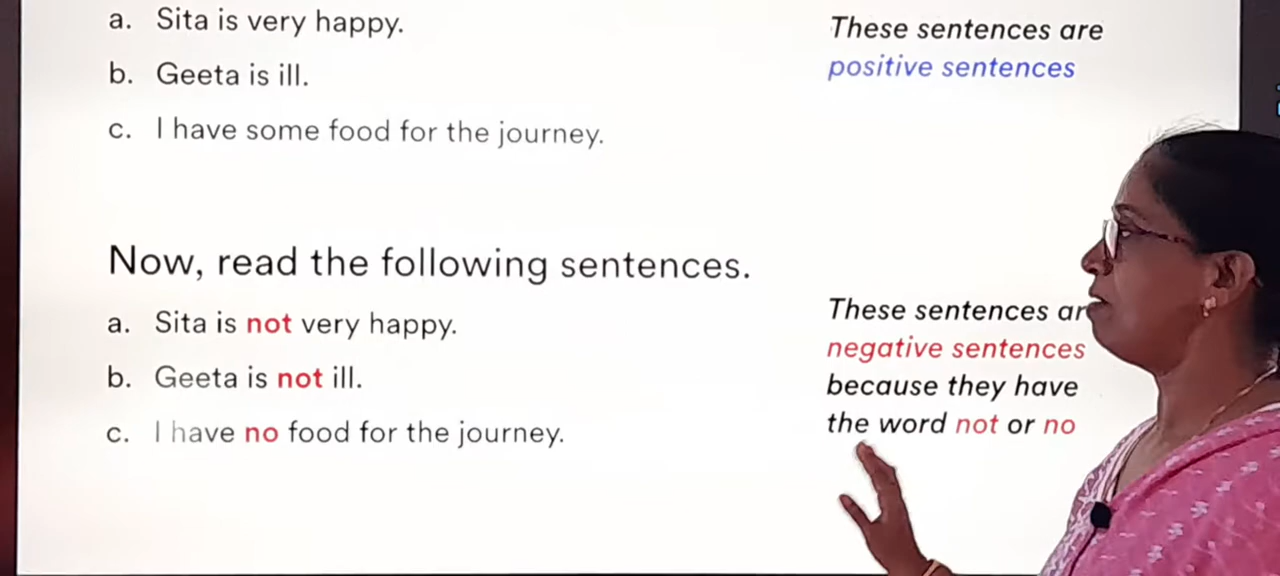 a. Sita is very happy.
b. Geeta is ill.
c. I have some food for the journey.
These sentences are
positive sentences
Now, read the following sentences.
a. Sita is not very happy.
b. Geeta is not ill.
c. I have no food for the journey.
These sentences ar
negative sentences
because they have
the word not or no